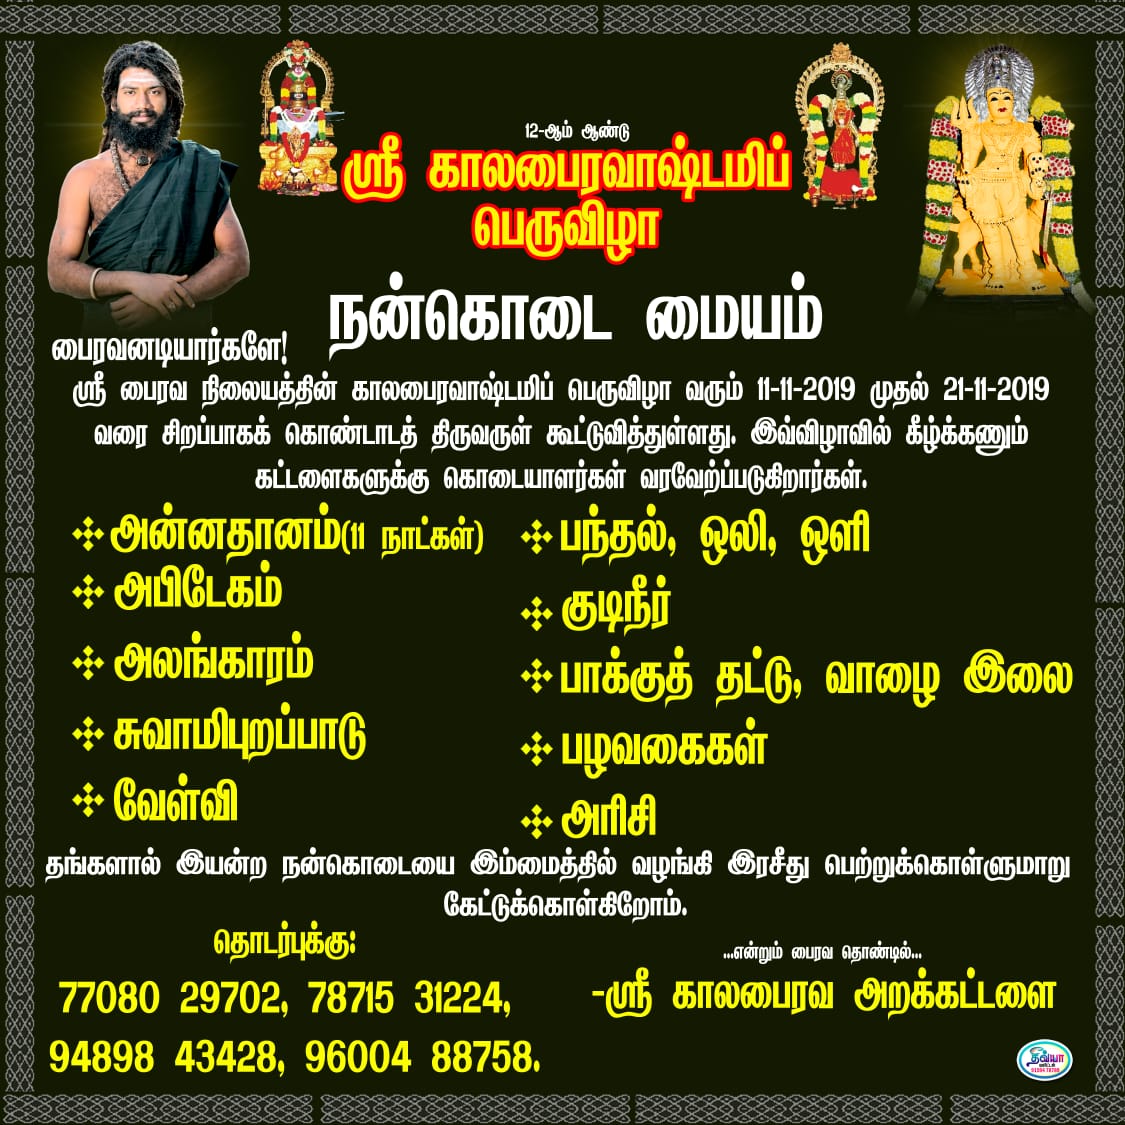 12-ஆம் ஆண்டு
ஸ்ரீ காலபைரவாஷ்டமிப்
பெருவிழா
நன்கொடை மையம்
பைரவனடியார்களே!
ஸ்ரீ பைரவ நிலையத்தின் காலபைரவாஷ்டமிப் பெருவிழா வரும் 11-11-2019 முதல் 21-11-2019
வரை சிறப்பாகக் கொண்டாடத் திருவருள் கூட்டுவித்துள்ளது. இவ்விழாவில் கீழ்க்கணும்
கட்டளைகளுக்கு கொடையாளர்கள் வரவேற்ப்படுகிறார்கள்.
அன்னதானம்(11 நாட்கள்)
அபிடேகம்
அலங்காரம்
சுவாமிபுறப்பாடு
வேள்வி
பந்தல், ஒலி, ஒளி
குடிநீர்
பாக்குத் தட்டு, வாழை இலை
பழவகைகள்
அரிசி
தங்களால் இயன்ற நன்கொடையை இம்மைத்தில் வழங்கி இரசீது பெற்றுக்கொள்ளுமாறு
கேட்டுக்கொள்கிறோம்.
தொடர்புக்கு:
77080 29702, 78715 31224,
94898 43428, 96004 88758.
...என்றும் பைரவ தொண்டில்...
-ஸ்ரீ காலபைரவ அறக்கட்டளை
திவ்யா